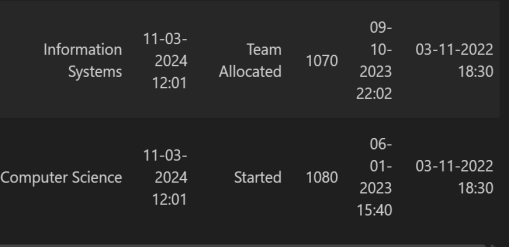 Information Systems 11-03-2024 12:01 Team Allocated 1070 09-10-2023 22:02 03-11-2022 18:30
Computer Science 11-03-2024 12:01 Started 1080 06-01-2023 15:40 03-11-2022 18:30